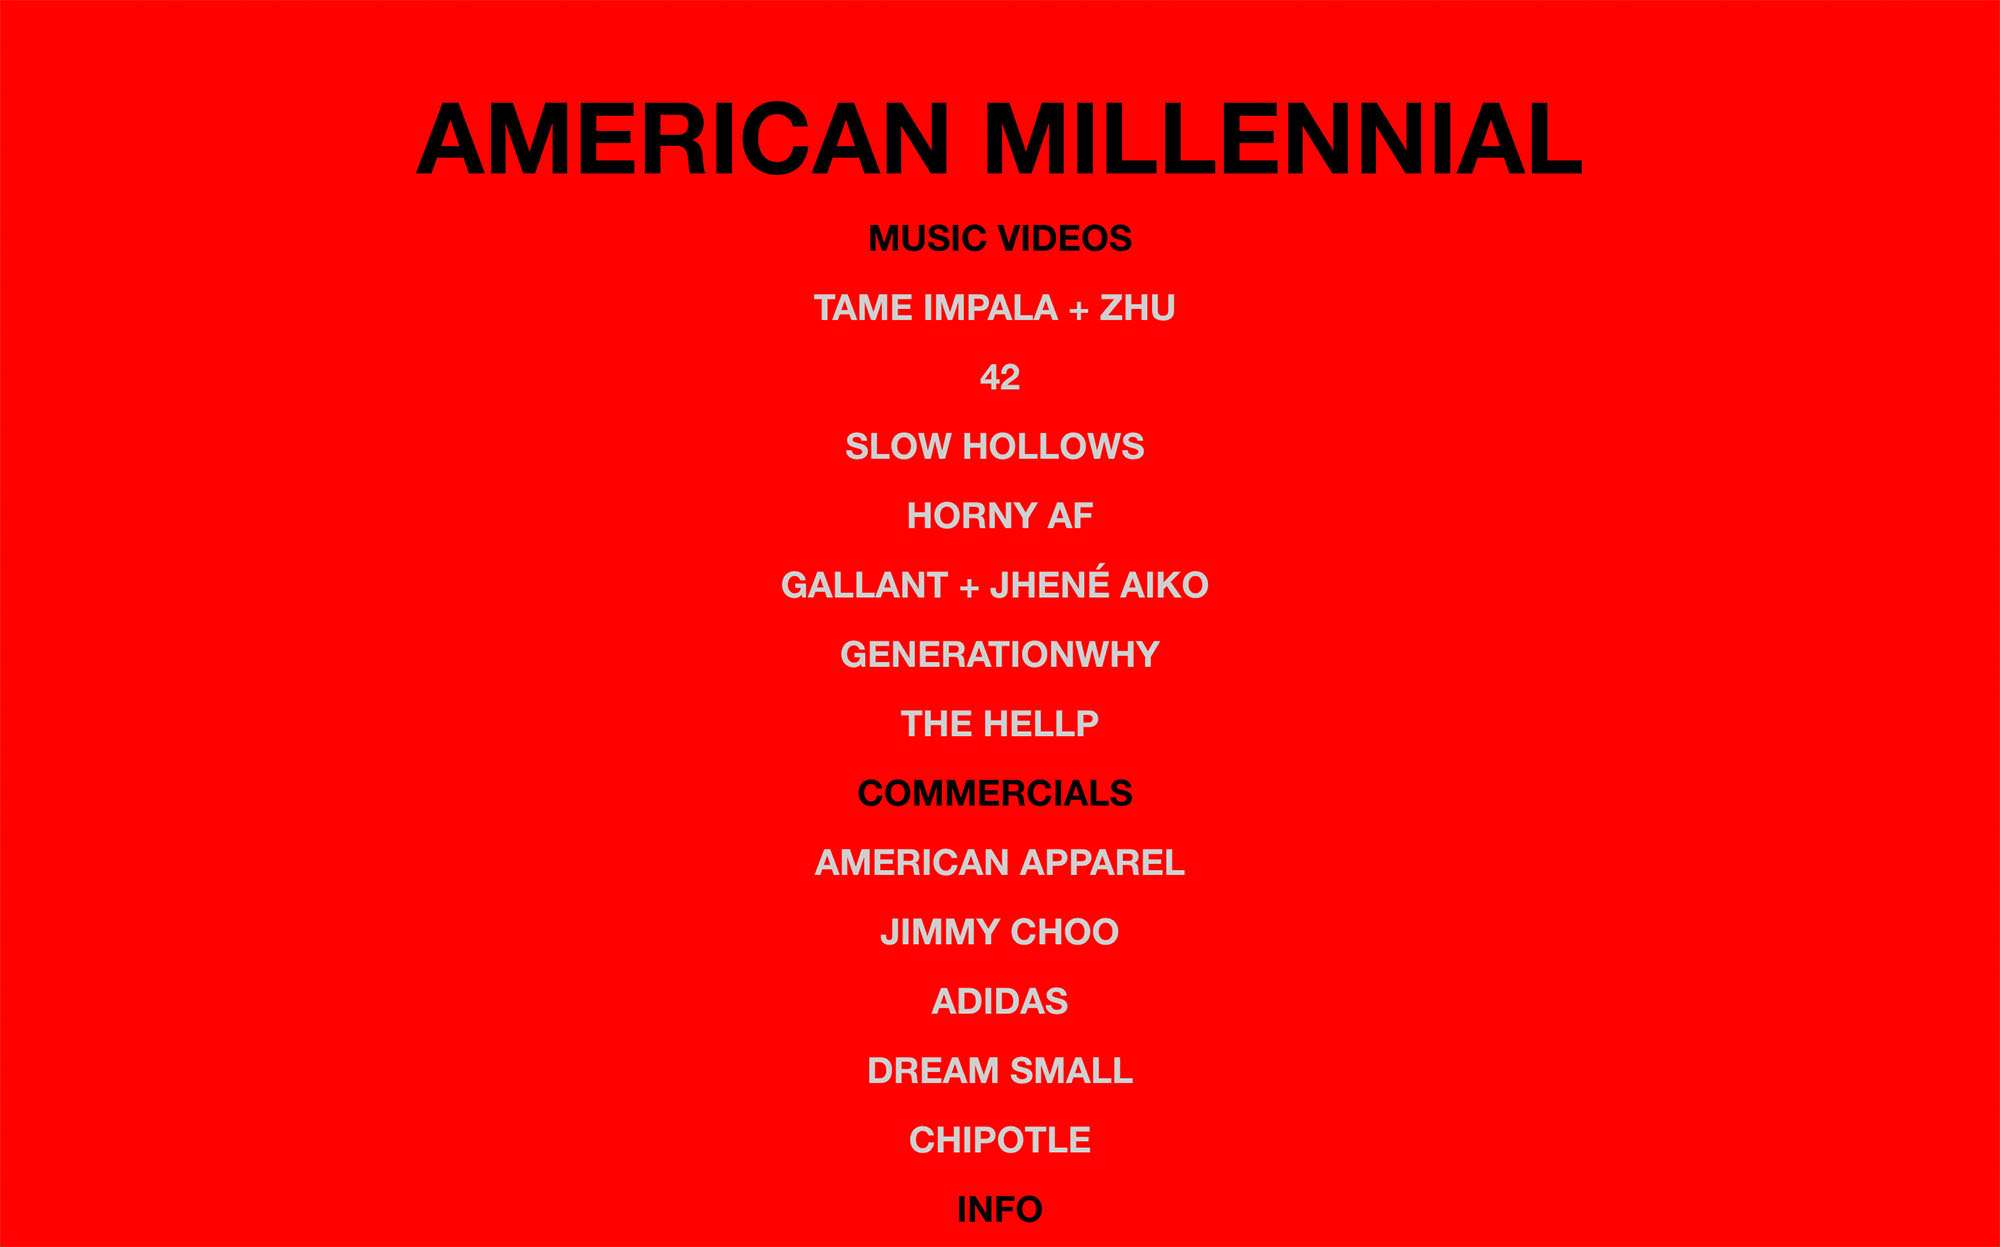 AMERICAN MILLENNIAL
MUSIC VIDEOS
TAME IMPALA + ZHU
42
SLOW HOLLOWS
HORNY AF
GALLANT + JHENÉ AIKO
GENERATIONWHY
THE HELLP
COMMERCIALS
AMERICAN APPAREL
JIMMY CHOO
ADIDAS
DREAM SMALL
CHIPOTLE
INFO